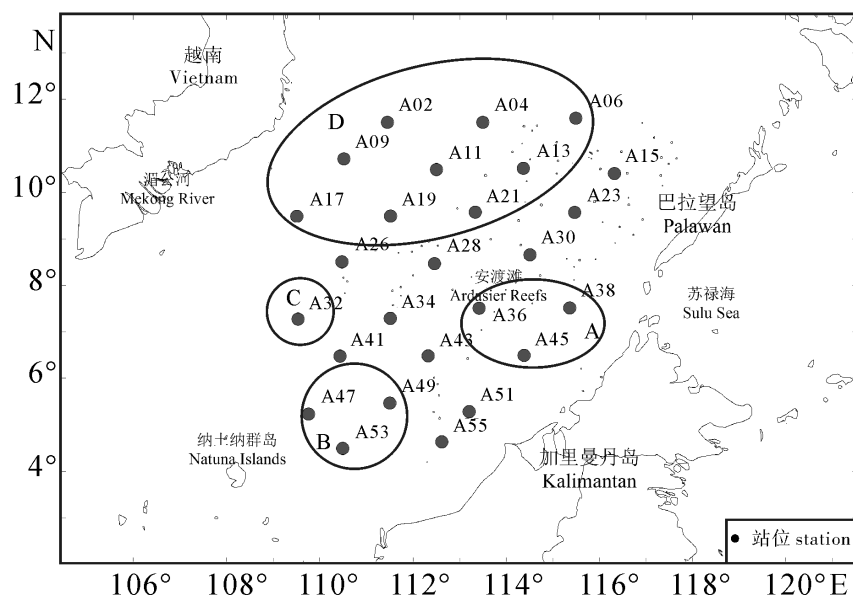 N
越南
Vietnam
12°
A02
A04
A06
D
A09
A11
A13
A15
10°
湄公河
Mekong River
A17
A19
A21
A23
巴拉望岛
Palawan
A26
A28
A30
8°
安渡滩
Ardasier Reefs
C
A32
A34
A36
A38
苏禄海
Sulu Sea
A41
A43
A45
A
6°
A47
A49
A51
纳土纳群岛
Natuna Islands
B
A53
A55
4°
加里曼丹岛
Kalimantan
站位 station
106°
108°
110°
112°
114°
116°
118°
120°E